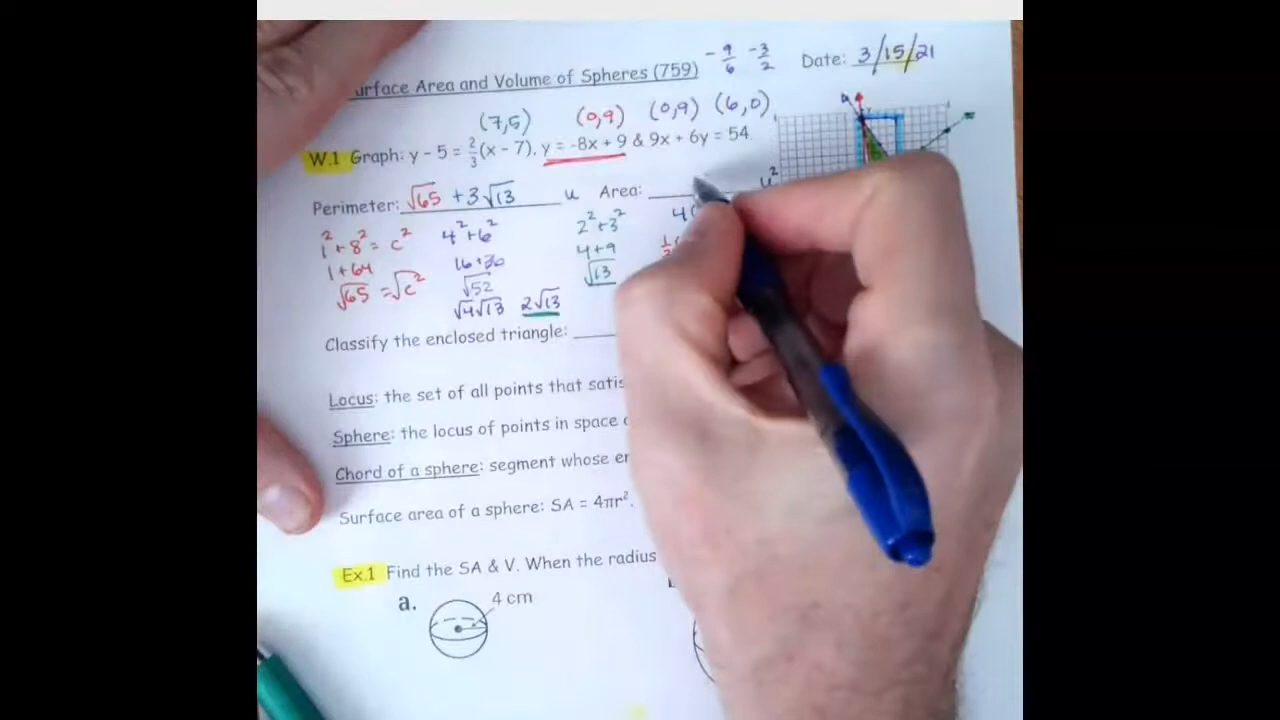 urface Area and Volume of Spheres (759) -9/6 -3/2 Date: 3/15/21
(7,5) (0,9) (0,9) (6,0)
W.1 Graph: y - 5 = 2/3(x - 7), y = -8x + 9 & 9x + 6y = 54.
Perimeter: √65 + 3√13 u Area: u²
1² + 8² = c² 4² + 6² 2² + 3² 4
1 + 64 16 + 36 4 + 9 1/2
√65 = √c² √52 √13
√4√13 2√13
Classify the enclosed triangle:
Locus: the set of all points that
Sphere: the locus of points in space
Chord of a sphere: segment whose
Surface area of a sphere: SA = 4πr².
Ex.1 Find the SA & V. When the radius
a. 4 cm